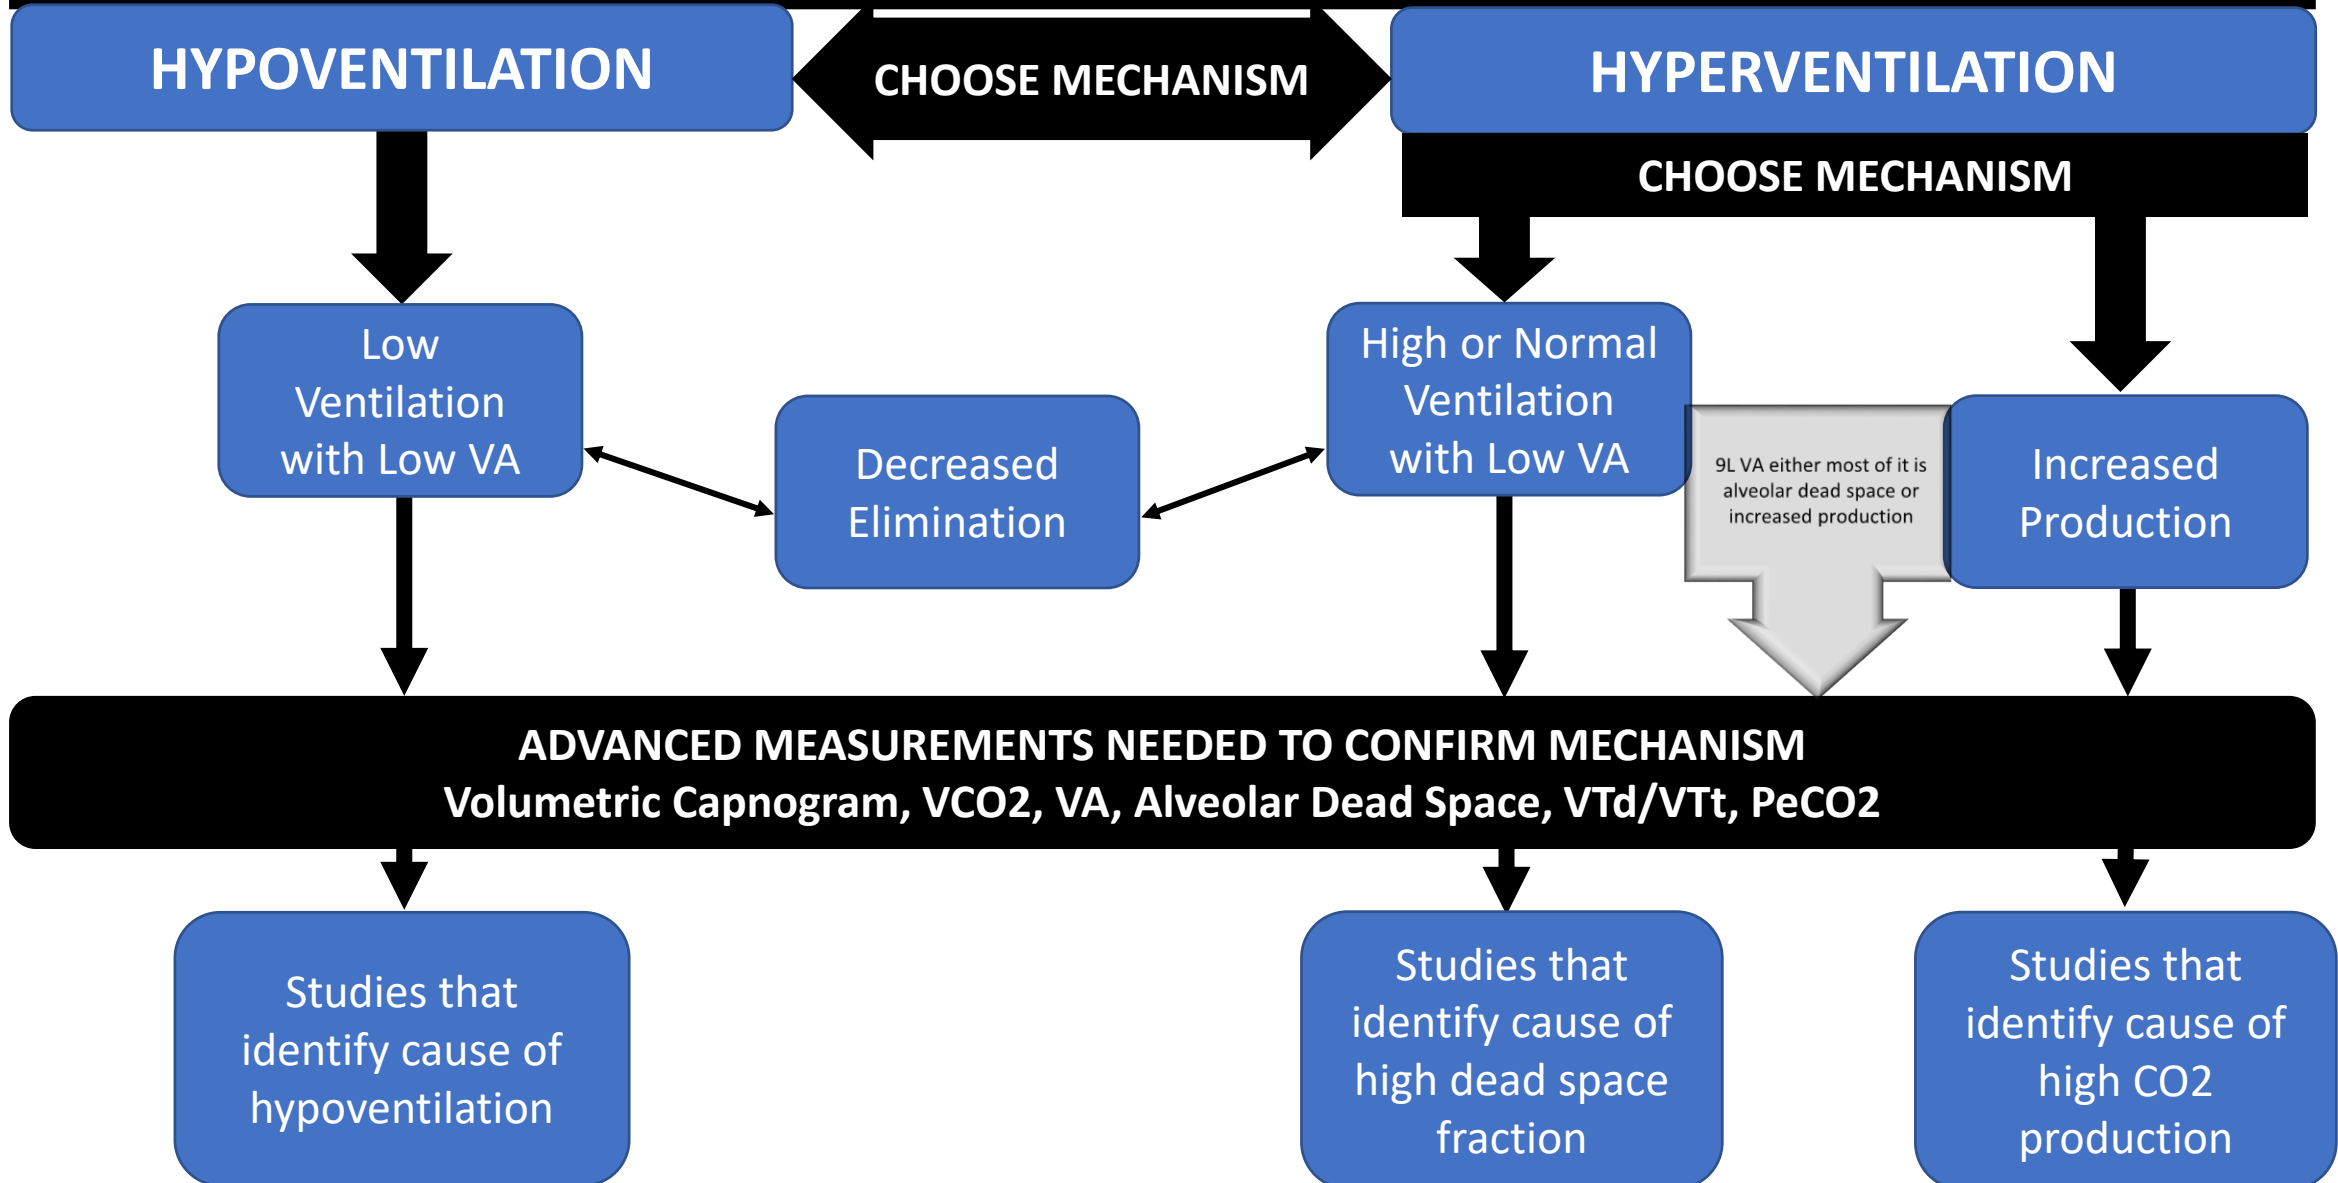 HYPOVENTILATION
CHOOSE MECHANISM
HYPERVENTILATION
CHOOSE MECHANISM
Low
Ventilation
with Low VA
Decreased
Elimination
High or Normal
Ventilation
with Low VA
9L VA either most of it is
alveolar dead space or
increased production
Increased
Production
ADVANCED MEASUREMENTS NEEDED TO CONFIRM MECHANISM
Volumetric Capnogram, VCO2, VA, Alveolar Dead Space, VTd/VTt, PeCO2
Studies that
identify cause of
hypoventilation
Studies that
identify cause of
high dead space
fraction
Studies that
identify cause of
high CO2
production